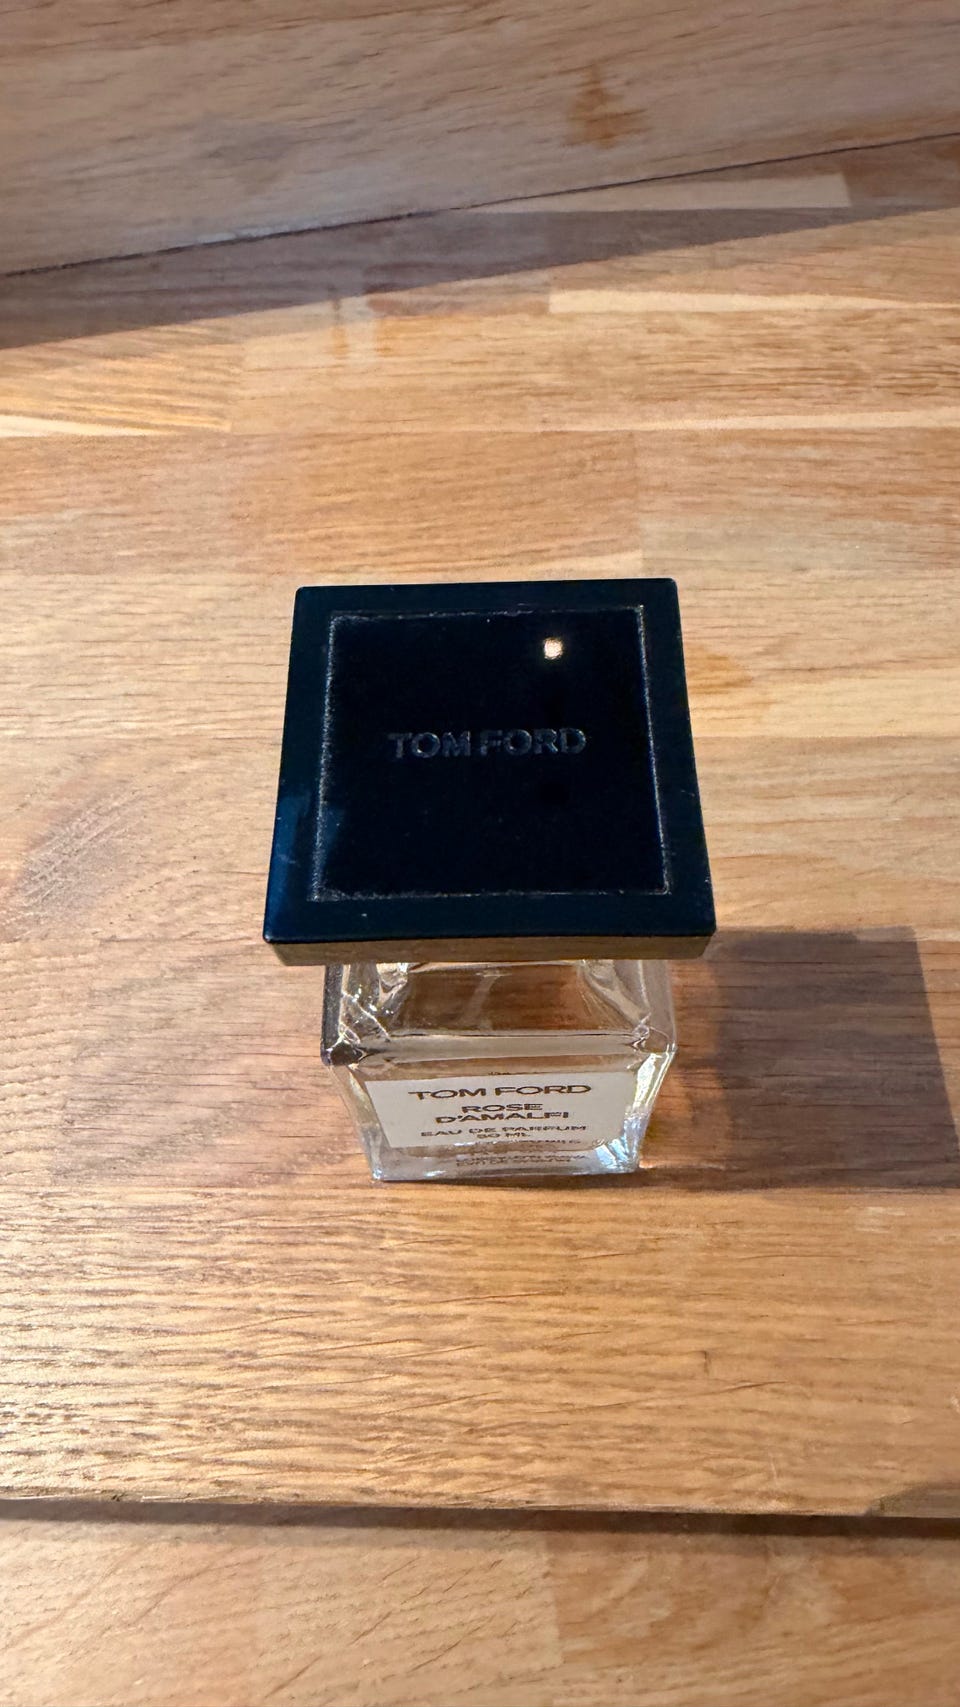 TOM FORD
TOM FORD
ROSE
D'AMALFI
EAU DE PARFUM
50 ML